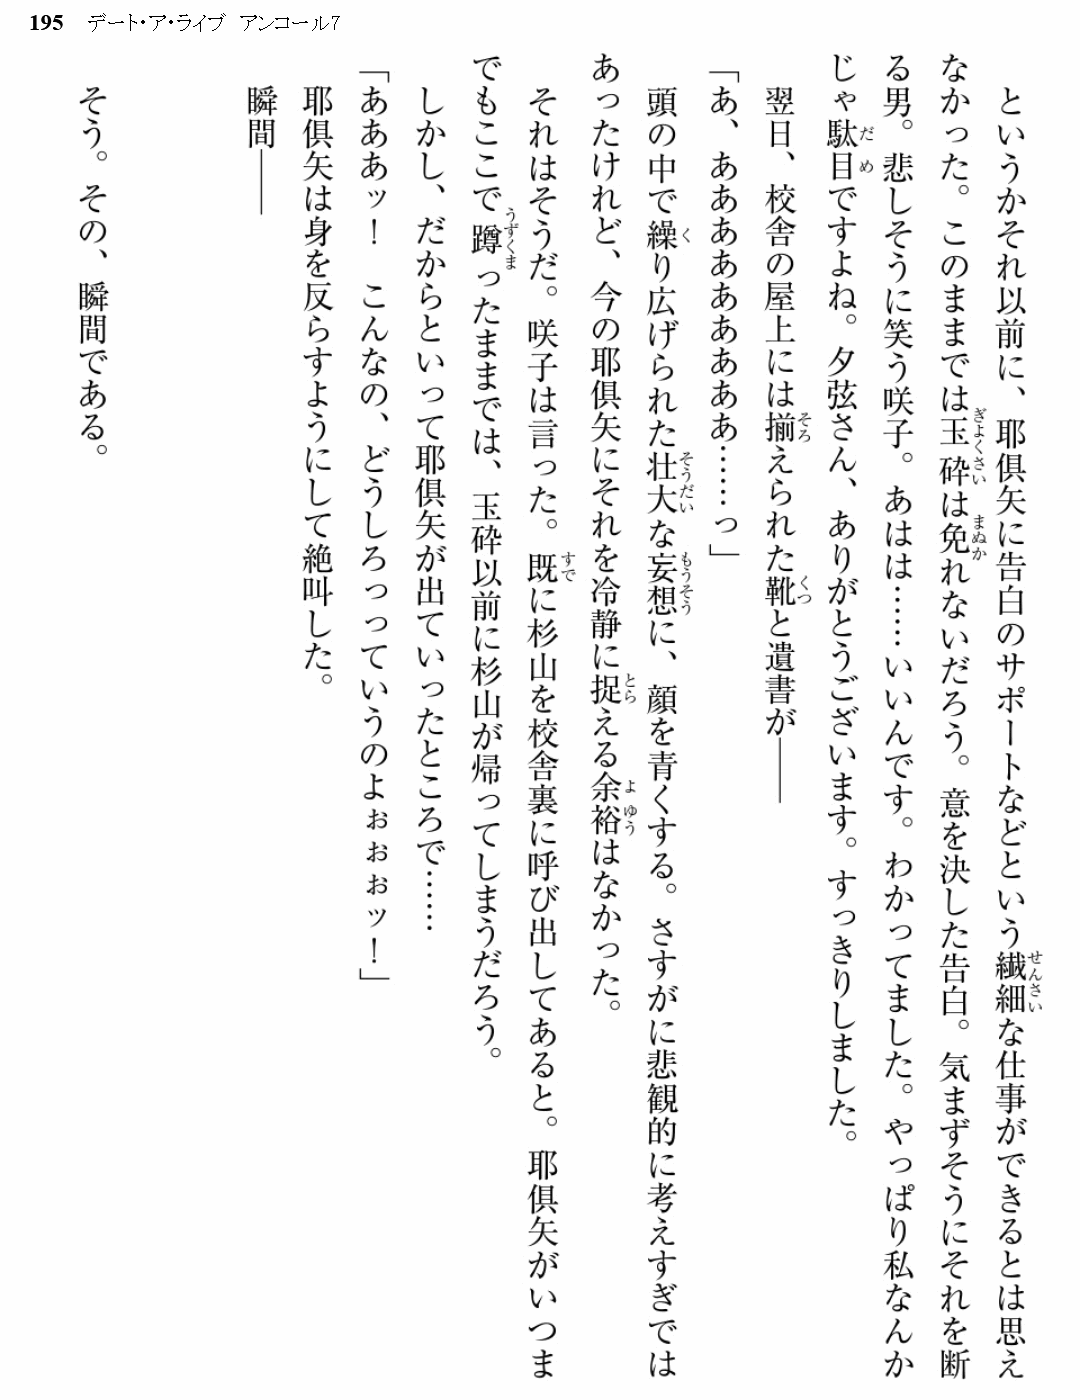 195 デート・ア・ライブ アンコール7
　というかそれ以前に、耶倶矢に告白のサポートなどという繊細な仕事ができるとは思え
なかった。このままでは玉砕は免れないだろう。意を決した告白。気まずそうにそれを断
る男。悲しそうに笑う咲子。あはは……いいんです。わかってました。やっぱり私なんか
じゃ駄目ですよね。夕弦さん、ありがとうございます。すっきりしました。
　翌日、校舎の屋上には揃えられた靴と遺書が――
「あ、ああああああああ……っ」
　頭の中で繰り広げられた壮大な妄想に、顔を青くする。さすがに悲観的に考えすぎでは
あったけれど、今の耶倶矢にそれを冷静に捉える余裕はなかった。
　それはそうだ。咲子は言った。既に杉山を校舎裏に呼び出してあると。耶倶矢がいつま
でもここで蹲ったままでは、玉砕以前に杉山が帰ってしまうだろう。
　しかし、だからといって耶倶矢が出ていったところで……
「あああッ！　こんなの、どうしろっっていうのよぉぉぉッ！」
　耶倶矢は身を反らすようにして絶叫した。
　瞬間――
　そう。その、瞬間である。